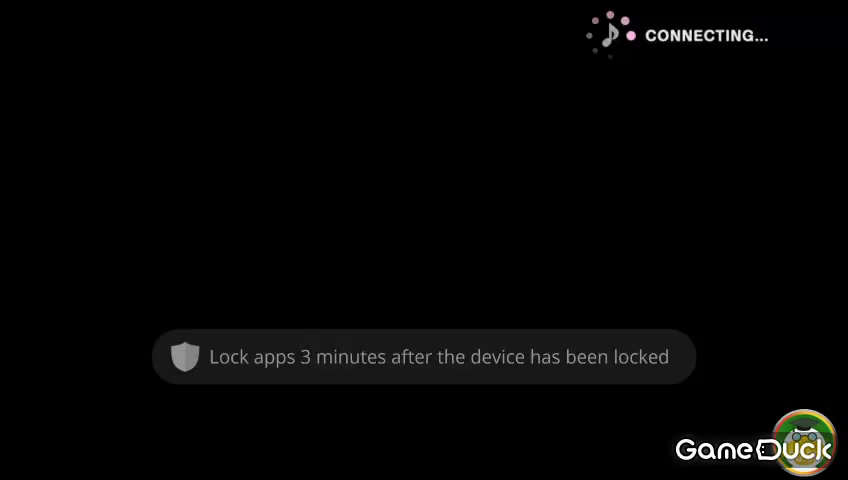 CONNECTING...
Lock apps 3 minutes after the device has been locked
GameDuck